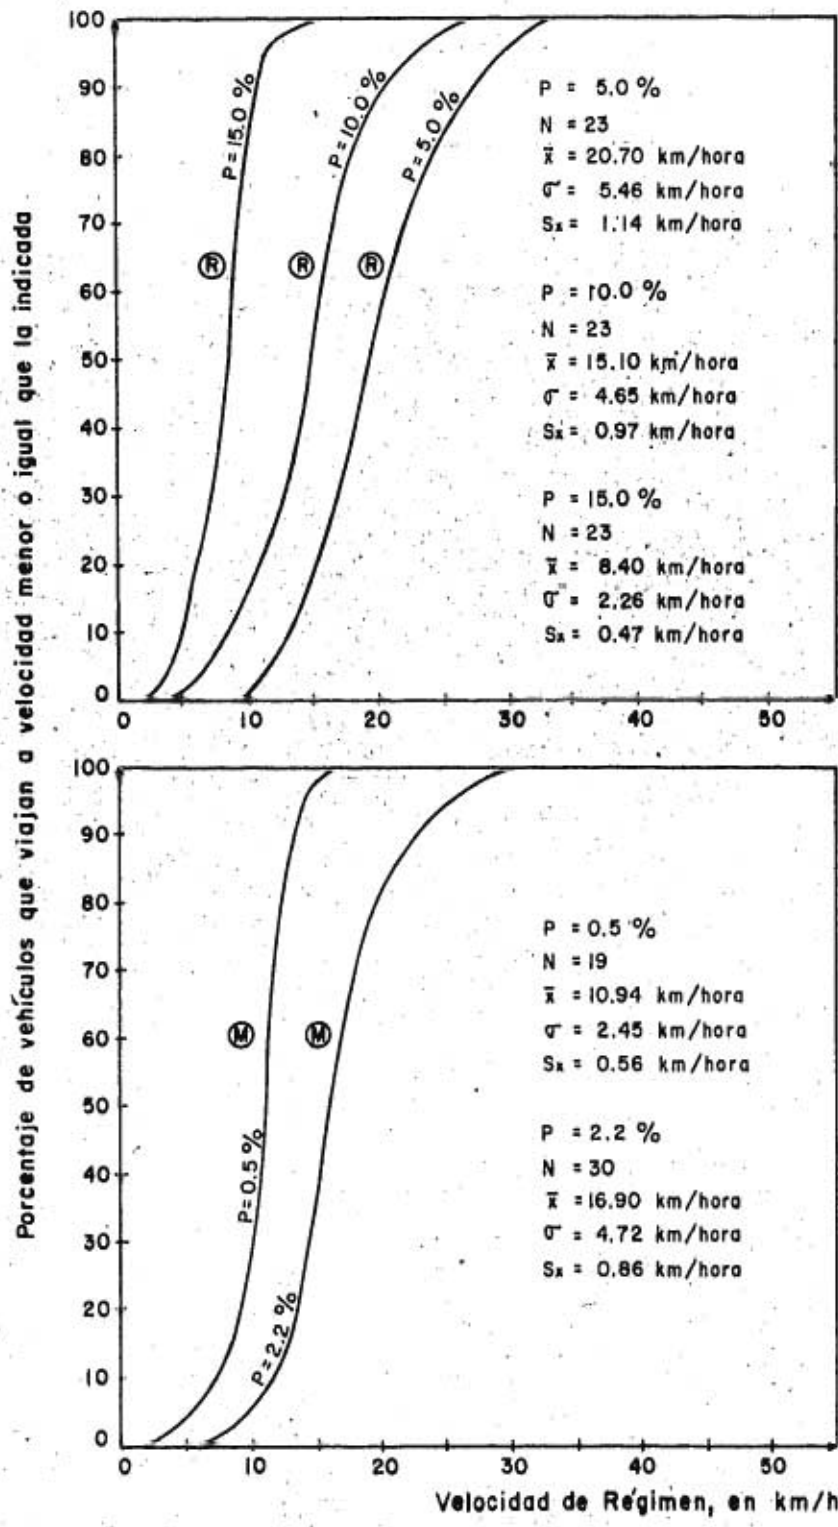 Porcentaje de vehículos que viajan a velocidad menor o igual que la indicada
100
90
80
70
60
50
40
30
20
10
0
P = 15.0 %
P = 10.0 %
P = 5.0 %
R
R
R
P = 5.0 %
N = 23
x̄ = 20.70 km/hora
σ = 5.46 km/hora
Sx = 1.14 km/hora
P = 10.0 %
N = 23
x̄ = 15.10 km/hora
σ = 4.65 km/hora
Sx = 0.97 km/hora
P = 15.0 %
N = 23
x̄ = 8.40 km/hora
σ = 2.26 km/hora
Sx = 0.47 km/hora
0 10 20 30 40 50
100
90
80
70
60
50
40
30
20
10
0
M
M
P = 0.5 %
P = 2.2 %
P = 0.5 %
N = 19
x̄ = 10.94 km/hora
σ = 2.45 km/hora
Sx = 0.56 km/hora
P = 2.2 %
N = 30
x̄ = 16.90 km/hora
σ = 4.72 km/hora
Sx = 0.86 km/hora
0 10 20 30 40 50
Velocidad de Régimen, en km/h